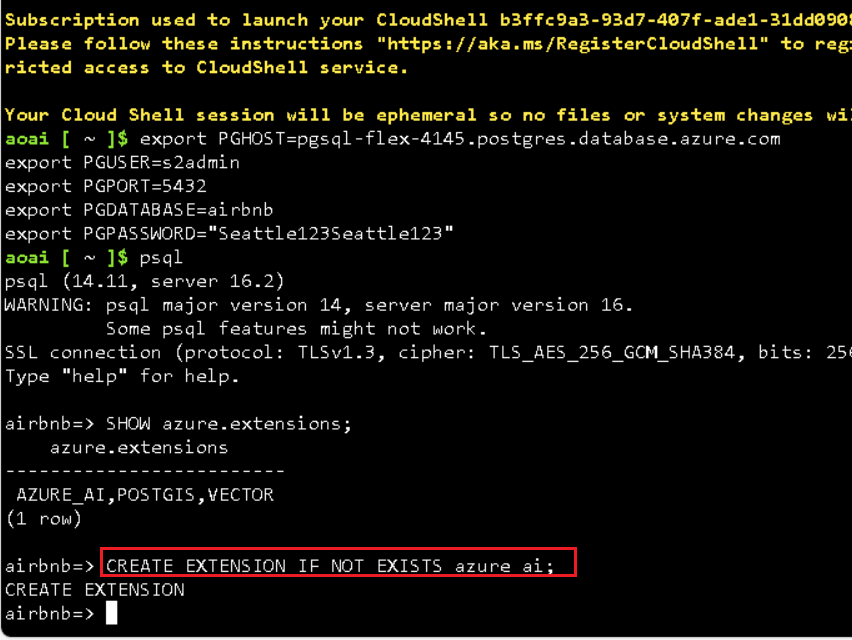 Subscription used to launch your CloudShell b3ffc9a3-93d7-407f-ade1-31dd090
Please follow these instructions "https://aka.ms/RegisterCloudShell" to reg
ricted access to CloudShell service.
Your Cloud Shell session will be ephemeral so no files or system changes wi
aoai [ ~ ]$ export PGHOST=pgsql-flex-4145.postgres.database.azure.com
export PGUSER=s2admin
export PGPORT=5432
export PGDATABASE=airbnb
export PGPASSWORD="Seattle123Seattle123"
aoai [ ~ ]$ psql
psql (14.11, server 16.2)
WARNING: psql major version 14, server major version 16.
Some psql features might not work.
SSL connection (protocol: TLSv1.3, cipher: TLS_AES_256_GCM_SHA384, bits: 256
Type "help" for help.
airbnb=> SHOW azure.extensions;
azure.extensions
-------------------------
AZURE_AI,POSTGIS,VECTOR
(1 row)
airbnb=> CREATE EXTENSION IF NOT EXISTS azure_ai;
CREATE EXTENSION
airbnb=>